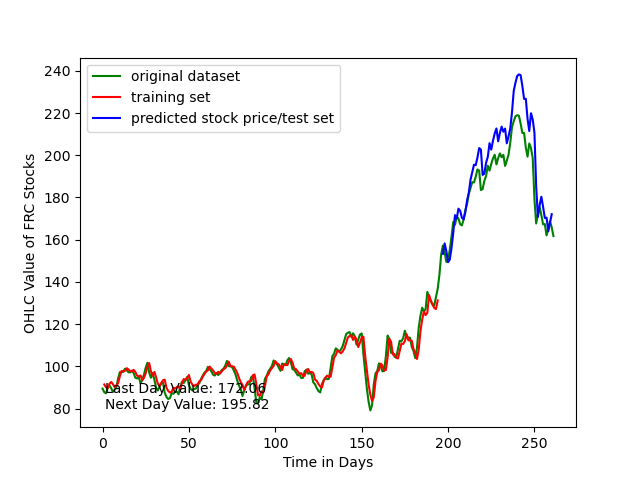 original dataset
training set
predicted stock price/test set
OHLC Value of FRC Stocks
240
220
200
180
160
140
120
100
80
Last Day Value: 172.06
Next Day Value: 195.82
0
50
100
150
200
250
Time in Days